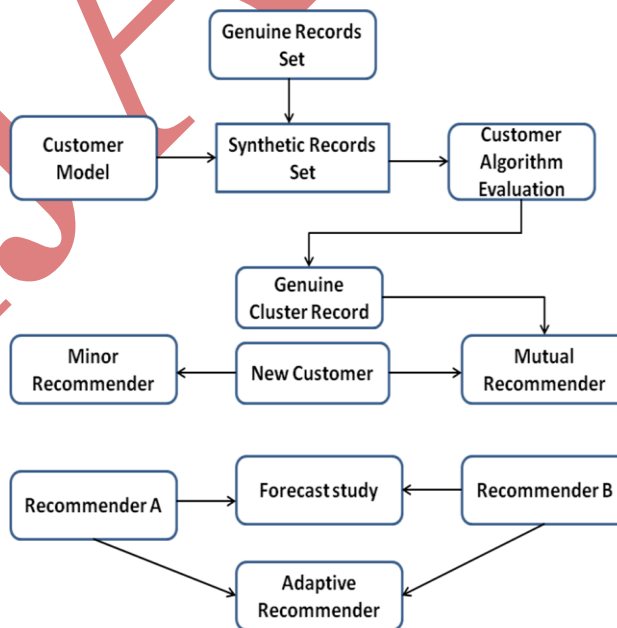 Genuine Records
Set
Customer
Model
Synthetic Records
Set
Customer
Algorithm
Evaluation
Genuine
Cluster Record
Minor
Recommender
New Customer
Mutual
Recommender
Recommender A
Forecast study
Recommender B
Adaptive
Recommender